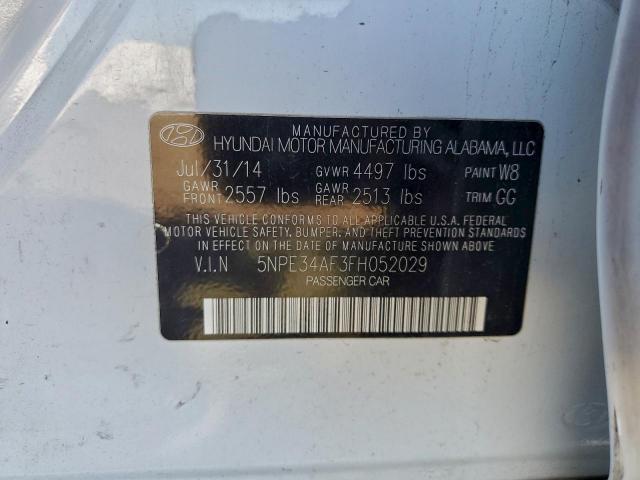 MANUFACTURED BY
HYUNDAI MOTOR MANUFACTURING ALABAMA, LLC
Jul/31/14 GVWR 4497 lbs PAINT W8
GAWR FRONT 2557 lbs GAWR REAR 2513 lbs TRIM GG
THIS VEHICLE CONFORMS TO ALL APPLICABLE U.S.A. FEDERAL
MOTOR VEHICLE SAFETY, BUMPER, AND THEFT PREVENTION STANDARDS
IN EFFECT ON THE DATE OF MANUFACTURE SHOWN ABOVE.
V.I.N 5NPE34AF3FH052029
PASSENGER CAR